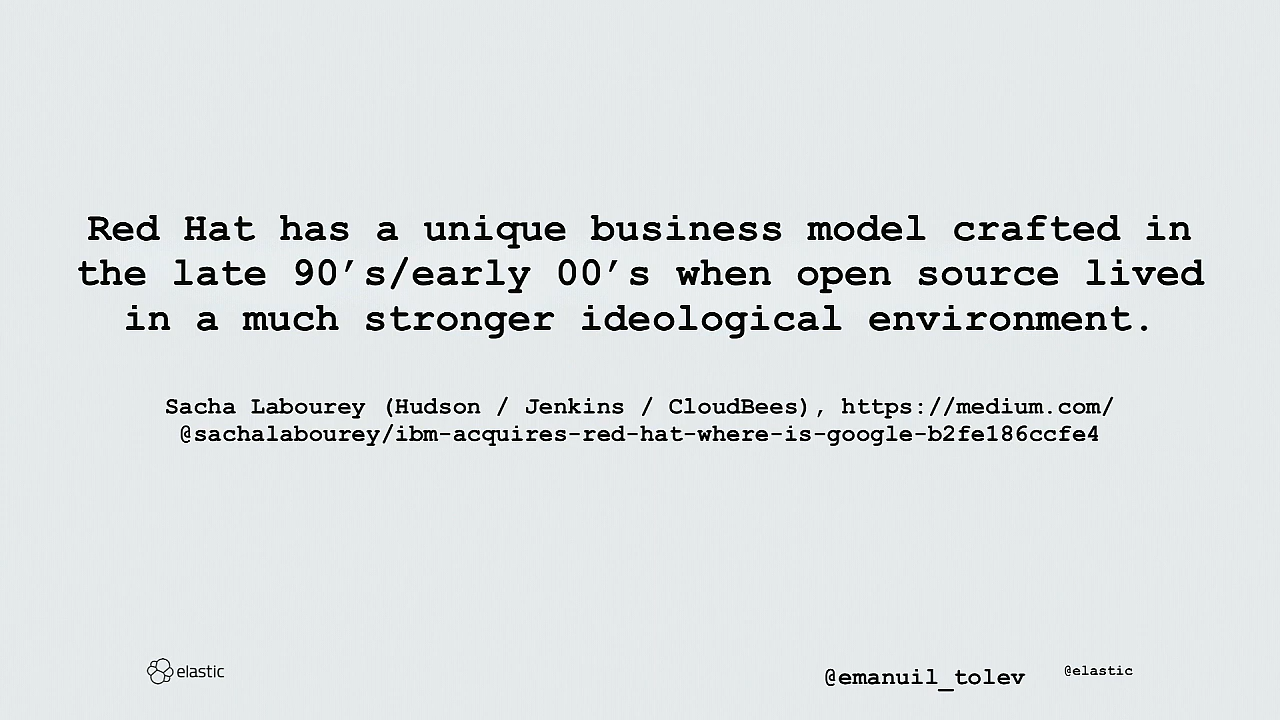 Red Hat has a unique business model crafted in
the late 90’s/early 00’s when open source lived
in a much stronger ideological environment.
Sacha Labourey (Hudson / Jenkins / CloudBees), https://medium.com/
@sachalabourey/ibm-acquires-red-hat-where-is-google-b2fe186ccfe4
elastic
@emanuil_tolev
@elastic